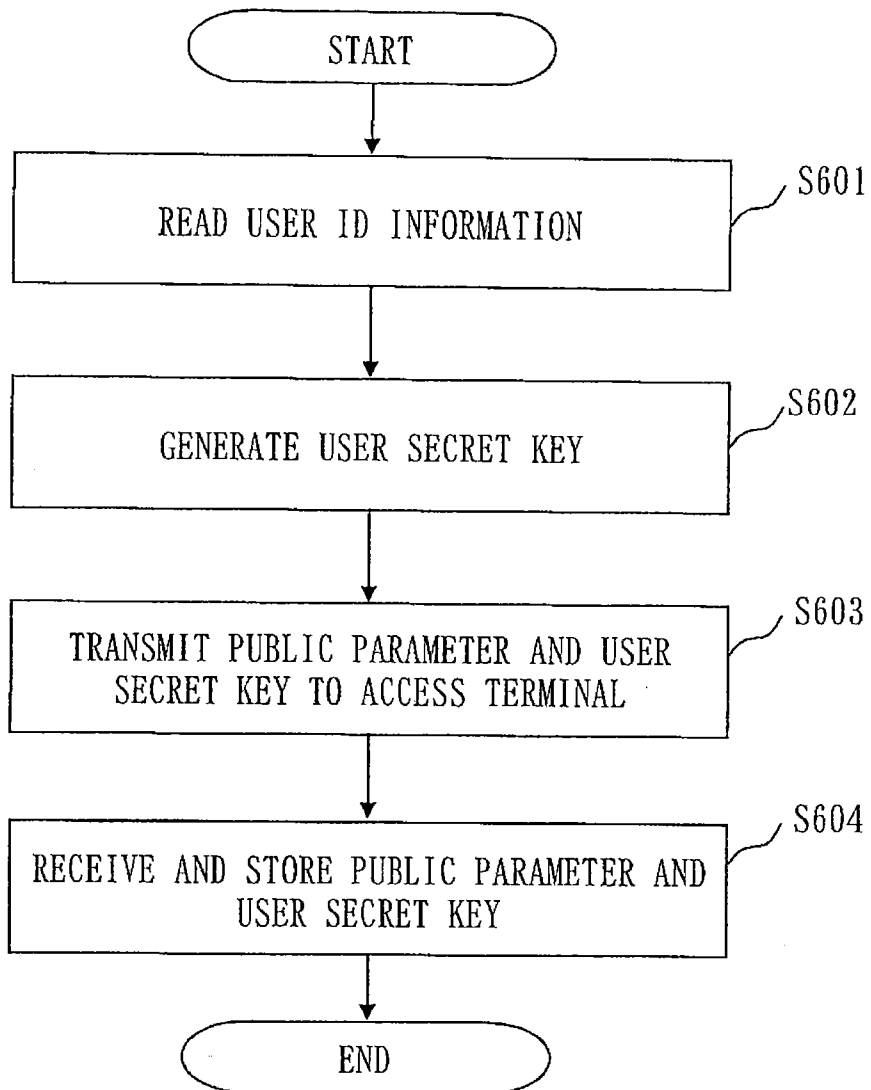 START
S601
READ USER ID INFORMATION
S602
GENERATE USER SECRET KEY
S603
TRANSMIT PUBLIC PARAMETER AND USER
SECRET KEY TO ACCESS TERMINAL
S604
RECEIVE AND STORE PUBLIC PARAMETER AND
USER SECRET KEY
END